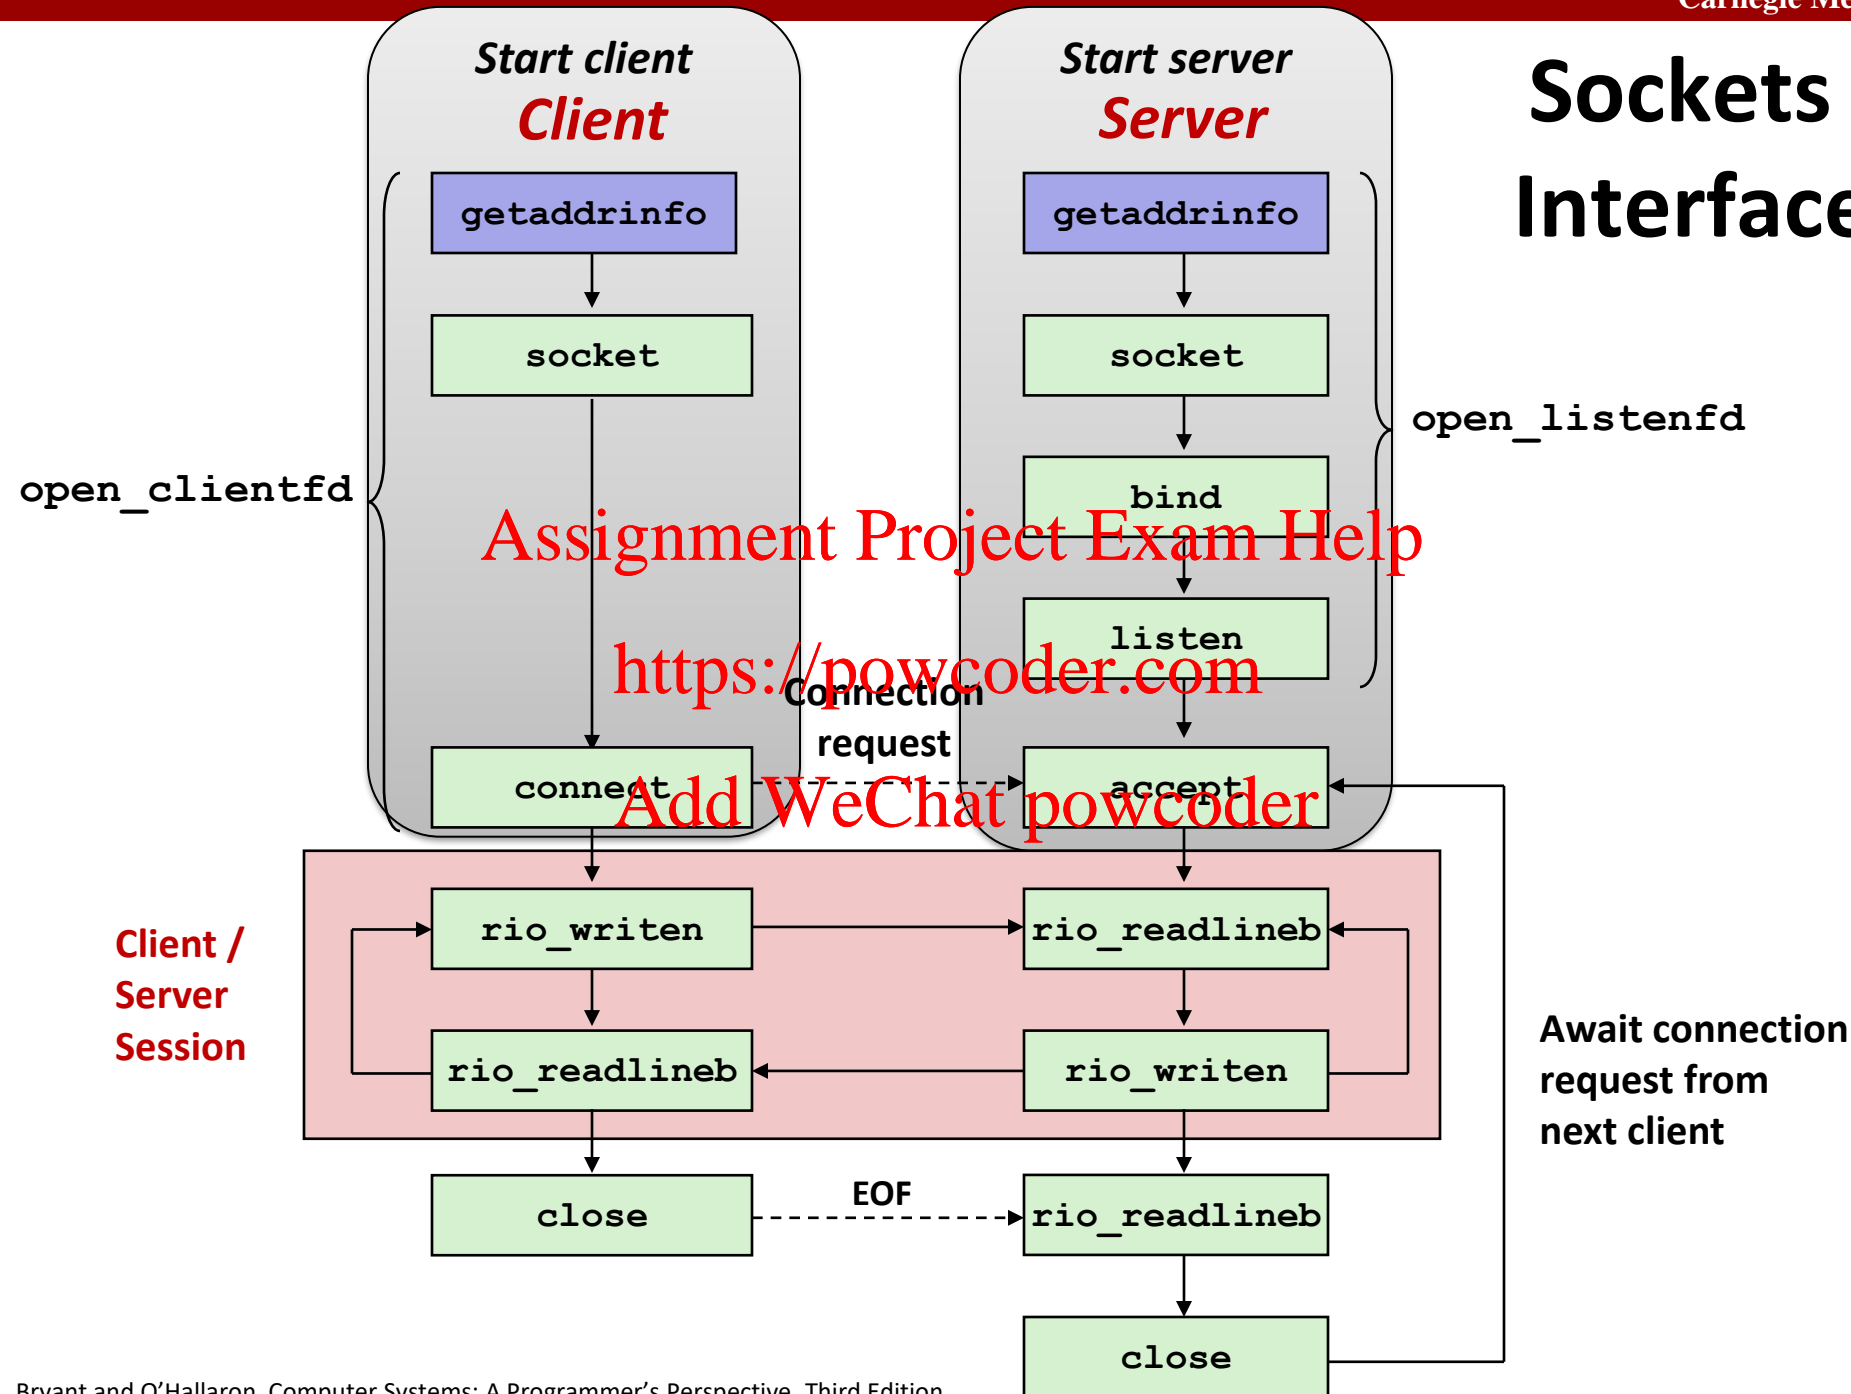 Start client
Client
Start server
Server
Sockets
Interface
getaddrinfo
getaddrinfo
socket
socket
open_listenfd
open_clientfd
bind
Assignment Project Exam Help
listen
https://powcoder.com
Connection
request
connect
accept
Add WeChat powcoder
Client /
Server
Session
rio_writen
rio_readlineb
rio_readlineb
rio_writen
Await connection
request from
next client
close
EOF
rio_readlineb
close
Bryant and O'Hallaron, Computer Systems: A Programmer's Perspective, Third Edition